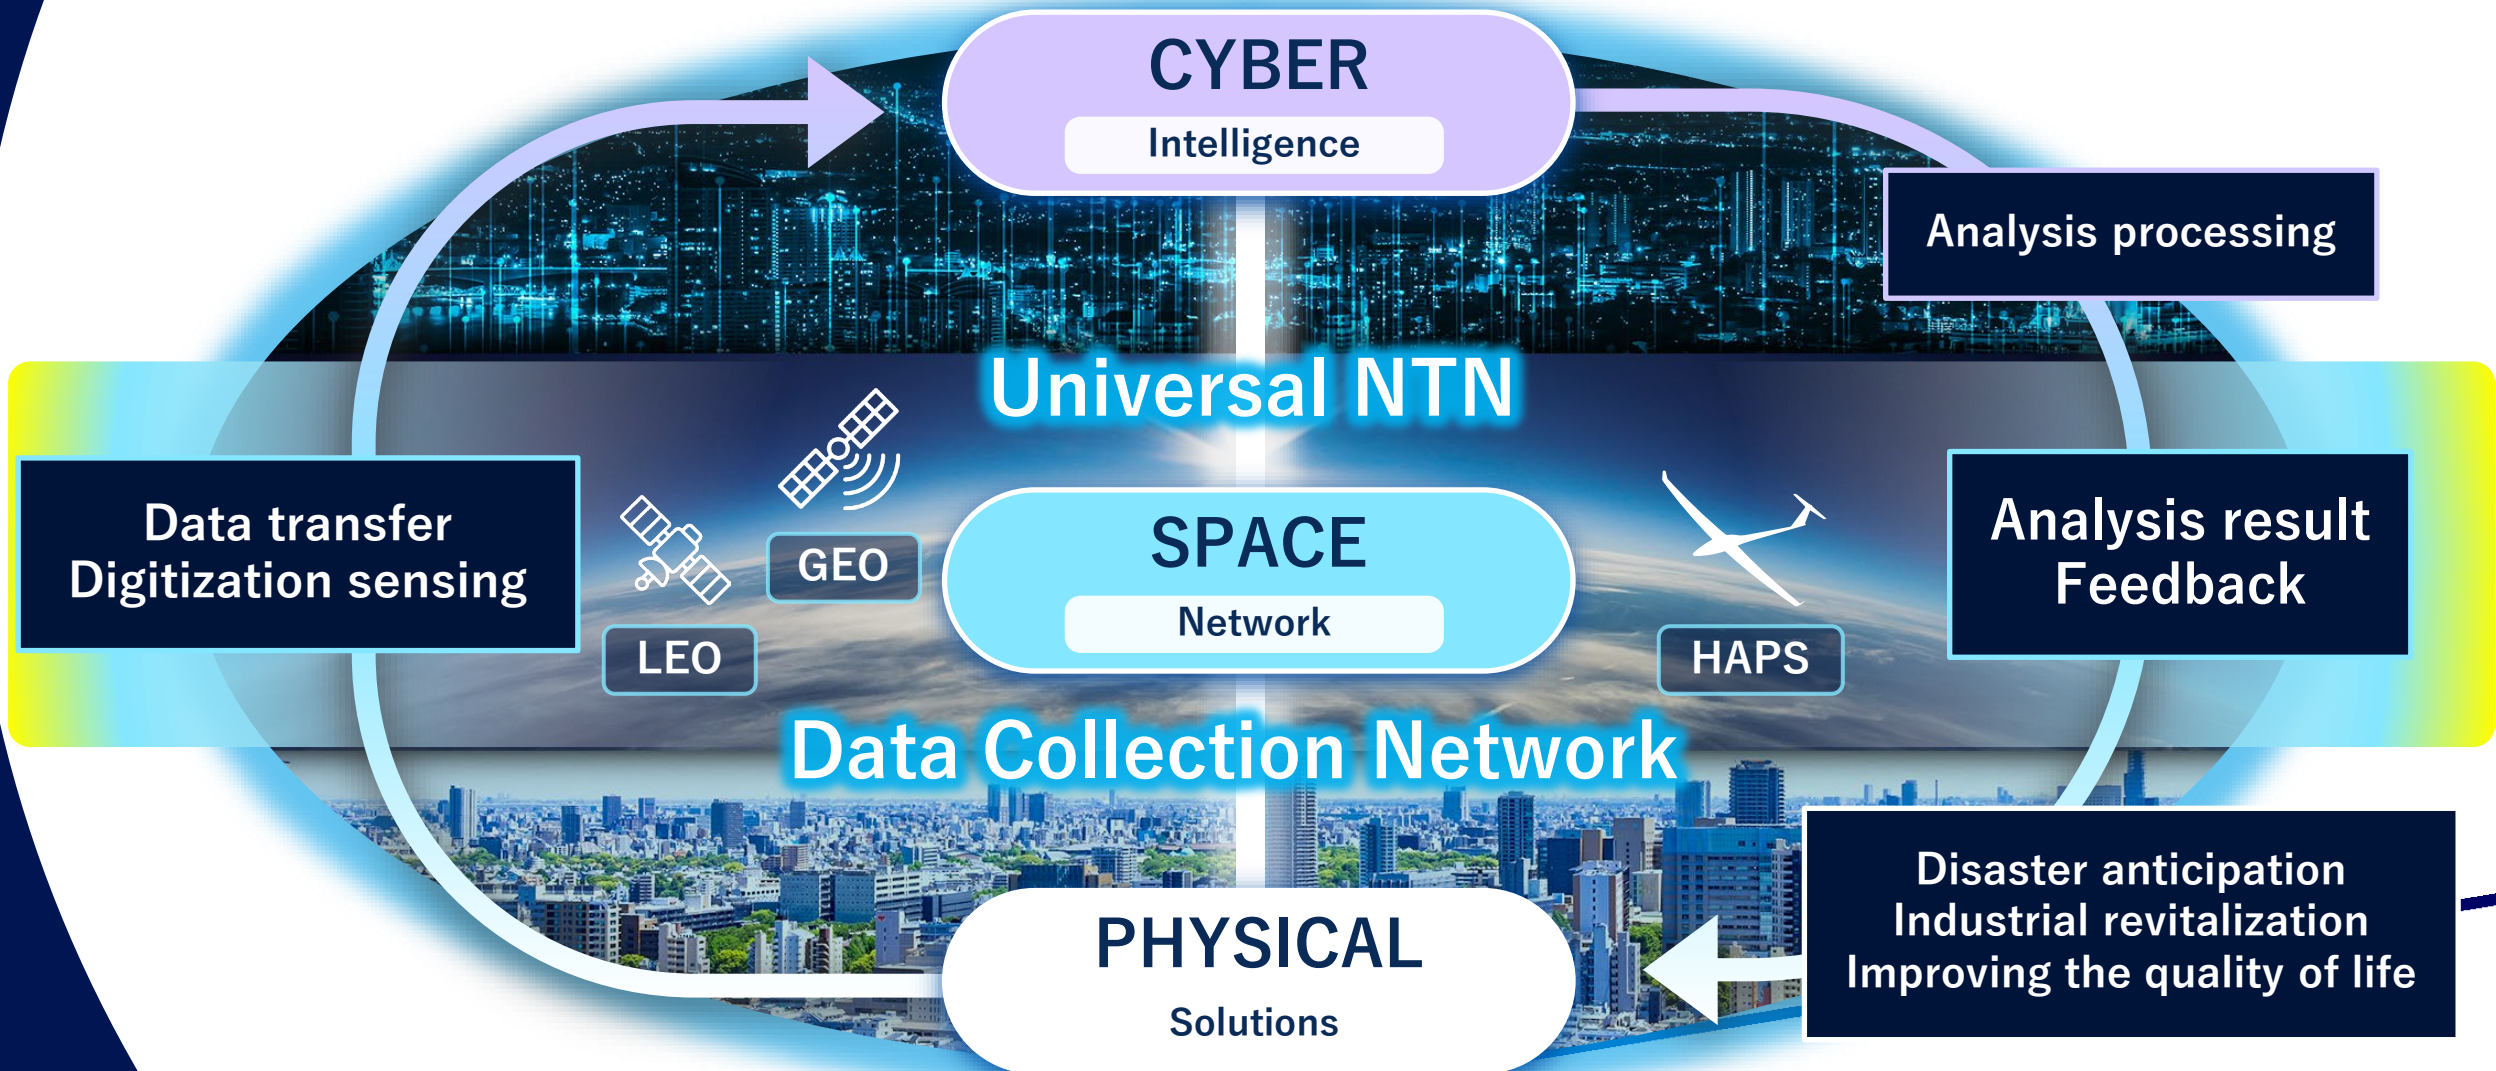 CYBER
Intelligence
Analysis processing
Universal NTN
Data transfer
Digitization sensing
GEO
LEO
SPACE
Network
HAPS
Analysis result
Feedback
Data Collection Network
PHYSICAL
Solutions
Disaster anticipation
Industrial revitalization
Improving the quality of life